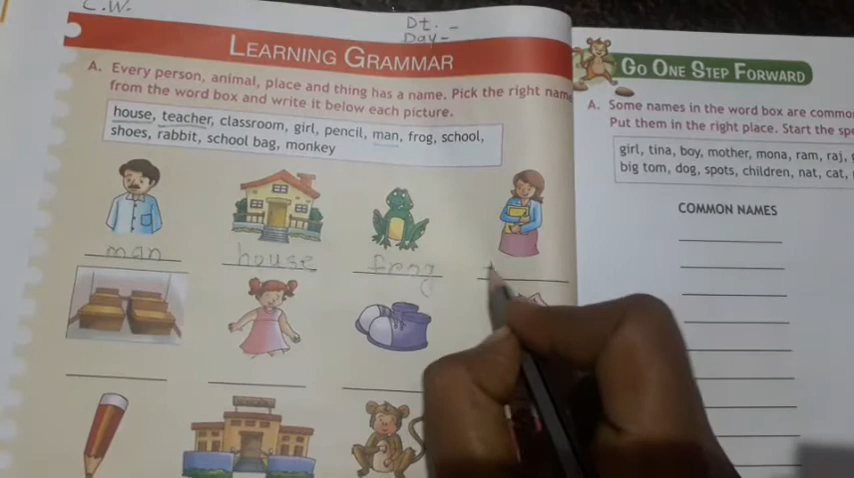 C.W.
Dt. -
Day -
LEARNING GRAMMAR
A. Every person, animal, place and thing has a name. Pick the right name
from the word box and write it below each picture.
house, teacher, classroom, girl, pencil, man, frog, school,
shoes, rabbit, school bag, monkey
man
house
frog
GO ONE STEP FORWARD
A. Some names in the word box are
Put them in the right place. Start the
girl, tina, boy, mother, mona, ram, raj,
big tom, dog, spots, children, nat, cat,
COMMON NAMES